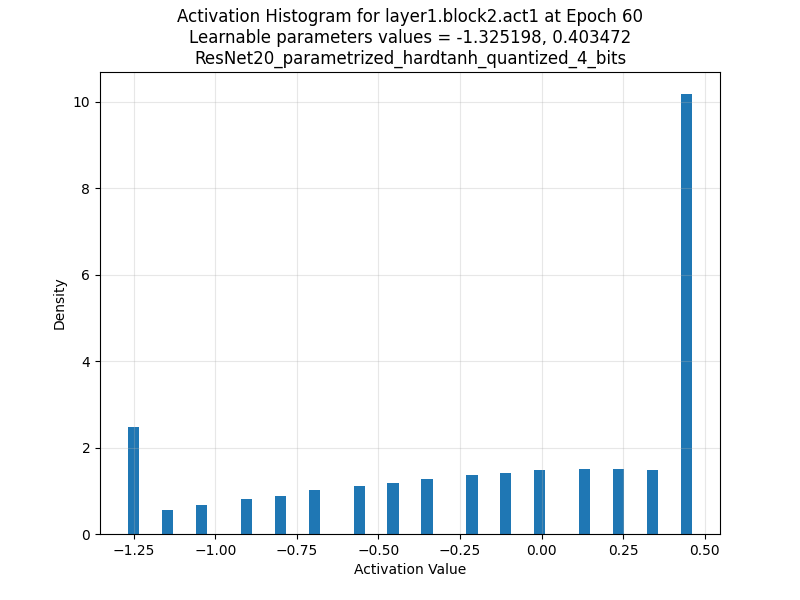 Activation Histogram for layer1.block2.act1 at Epoch 60
Learnable parameters values = -1.325198, 0.403472
ResNet20_parametrized_hardtanh_quantized_4_bits
10
8
6
4
2
0
Density
−1.25 −1.00 −0.75 −0.50 −0.25 0.00 0.25 0.50
Activation Value